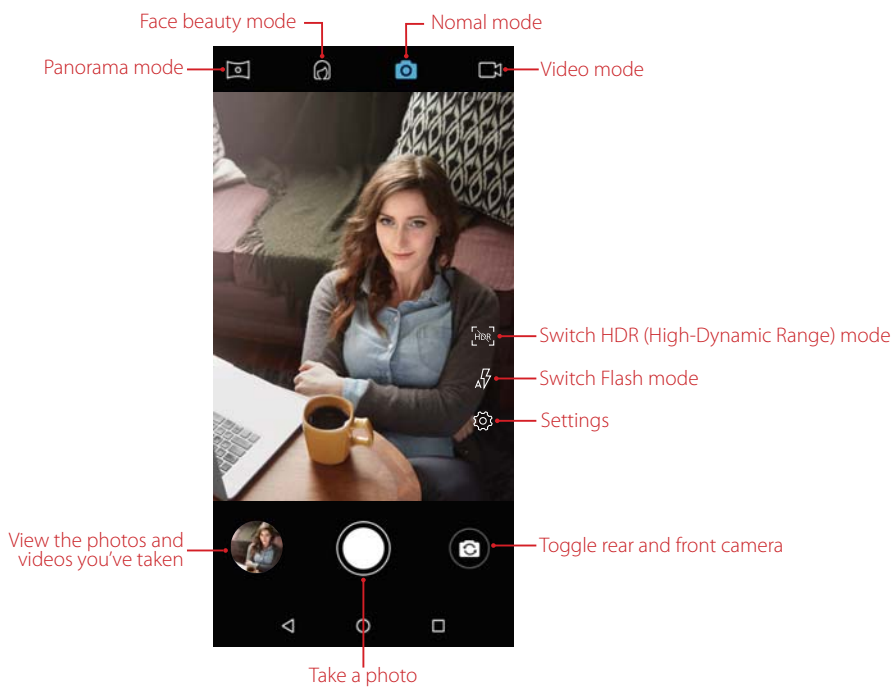 Face beauty mode
Nomal mode
Panorama mode
Video mode
HDR
Switch HDR (High-Dynamic Range) mode
A
Switch Flash mode
Settings
View the photos and
videos you've taken
Toggle rear and front camera
Take a photo